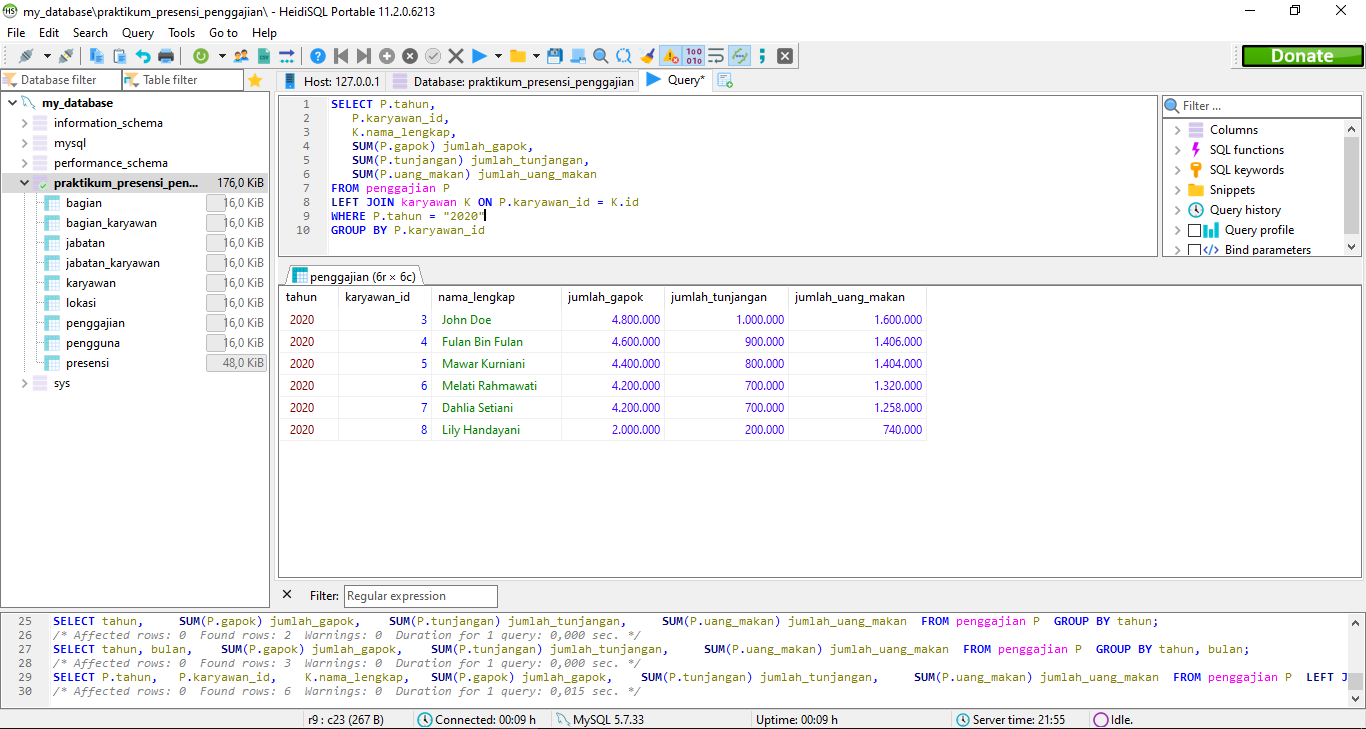 my_database\praktikum_presensi_penggajian\ - HeidiSQL Portable 11.2.0.6213
File Edit Search Query Tools Go to Help
Donate
Database filter Table filter
Host: 127.0.0.1 Database: praktikum_presensi_penggajian Query*
my_database
information_schema
mysql
performance_schema
praktikum_presensi_pen... 176,0 KiB
bagian 16,0 KiB
bagian_karyawan 16,0 KiB
jabatan 16,0 KiB
jabatan_karyawan 16,0 KiB
karyawan 16,0 KiB
lokasi 16,0 KiB
penggajian 16,0 KiB
pengguna 16,0 KiB
presensi 48,0 KiB
sys
1 SELECT P.tahun,
2 P.karyawan_id,
3 K.nama_lengkap,
4 SUM(P.gapok) jumlah_gapok,
5 SUM(P.tunjangan) jumlah_tunjangan,
6 SUM(P.uang_makan) jumlah_uang_makan
7 FROM penggajian P
8 LEFT JOIN karyawan K ON P.karyawan_id = K.id
9 WHERE P.tahun = "2020"
10 GROUP BY P.karyawan_id
Filter ...
Columns
SQL functions
SQL keywords
Snippets
Query history
Query profile
Bind parameters
penggajian (6r × 6c)
tahun karyawan_id nama_lengkap jumlah_gapok jumlah_tunjangan jumlah_uang_makan
2020 3 John Doe 4.800.000 1.000.000 1.600.000
2020 4 Fulan Bin Fulan 4.600.000 900.000 1.406.000
2020 5 Mawar Kurniani 4.400.000 800.000 1.404.000
2020 6 Melati Rahmawati 4.200.000 700.000 1.320.000
2020 7 Dahlia Setiani 4.200.000 700.000 1.258.000
2020 8 Lily Handayani 2.000.000 200.000 740.000
Filter: Regular expression
25 SELECT tahun, SUM(P.gapok) jumlah_gapok, SUM(P.tunjangan) jumlah_tunjangan, SUM(P.uang_makan) jumlah_uang_makan FROM penggajian P GROUP BY tahun;
26 /* Affected rows: 0 Found rows: 2 Warnings: 0 Duration for 1 query: 0,000 sec. */
27 SELECT tahun, bulan, SUM(P.gapok) jumlah_gapok, SUM(P.tunjangan) jumlah_tunjangan, SUM(P.uang_makan) jumlah_uang_makan FROM penggajian P GROUP BY tahun, bulan;
28 /* Affected rows: 0 Found rows: 3 Warnings: 0 Duration for 1 query: 0,000 sec. */
29 SELECT P.tahun, P.karyawan_id, K.nama_lengkap, SUM(P.gapok) jumlah_gapok, SUM(P.tunjangan) jumlah_tunjangan, SUM(P.uang_makan) jumlah_uang_makan FROM penggajian P LEFT J
30 /* Affected rows: 0 Found rows: 6 Warnings: 0 Duration for 1 query: 0,015 sec. */
r9 : c23 (267 B) Connected: 00:09 h MySQL 5.7.33 Uptime: 00:09 h Server time: 21:55 Idle.